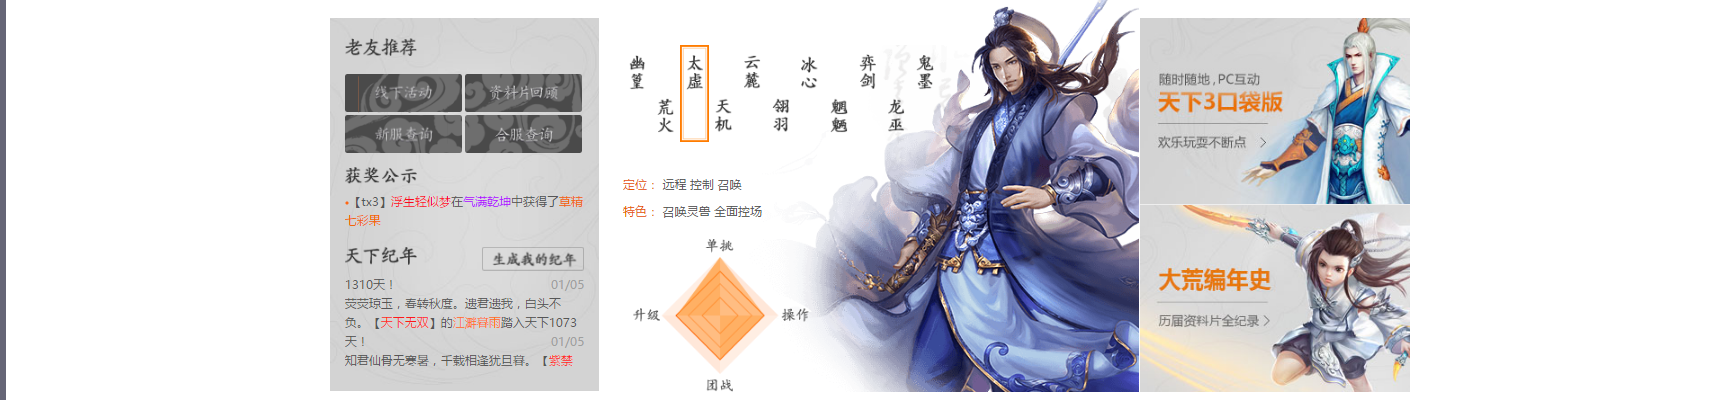 老友推荐
线下活动 资料片回顾
新服查询 合服查询
获奖公示
•【tx3】浮生轻似梦在气满乾坤中获得了草精
七彩果
天下纪年 生成我的纪年
1310天！ 01/05
荧荧琼玉，春转秋度。遗君遗我，白头不
负。【天下无双】的江澥暮雨踏入天下1073
天！ 01/05
知君仙骨无寒暑，千载相逢犹旦暮。【紫禁
幽篁
荒火
太虚
天机
云麓
翎羽
冰心
魍魉
弈剑
龙巫
鬼墨
定位： 远程 控制 召唤
特色： 召唤灵兽 全面控场
单挑
升级 操作
团战
随时随地，PC互动
天下3口袋版
欢乐玩耍不断点 >
大荒编年史
历届资料片全纪录 >